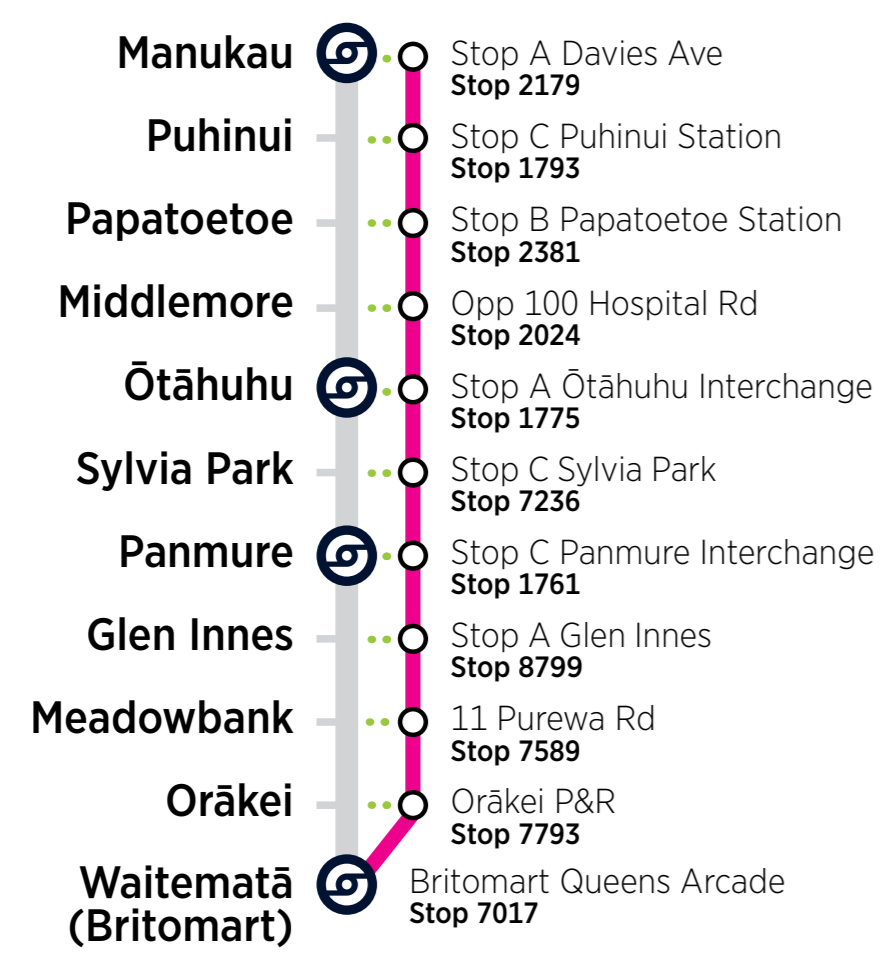 Manukau
Stop A Davies Ave
Stop 2179
Puhinui
Stop C Puhinui Station
Stop 1793
Papatoetoe
Stop B Papatoetoe Station
Stop 2381
Middlemore
Opp 100 Hospital Rd
Stop 2024
Ōtāhuhu
Stop A Ōtāhuhu Interchange
Stop 1775
Sylvia Park
Stop C Sylvia Park
Stop 7236
Panmure
Stop C Panmure Interchange
Stop 1761
Glen Innes
Stop A Glen Innes
Stop 8799
Meadowbank
11 Purewa Rd
Stop 7589
Orākei
Orākei P&R
Stop 7793
Waitematā
(Britomart)
Britomart Queens Arcade
Stop 7017